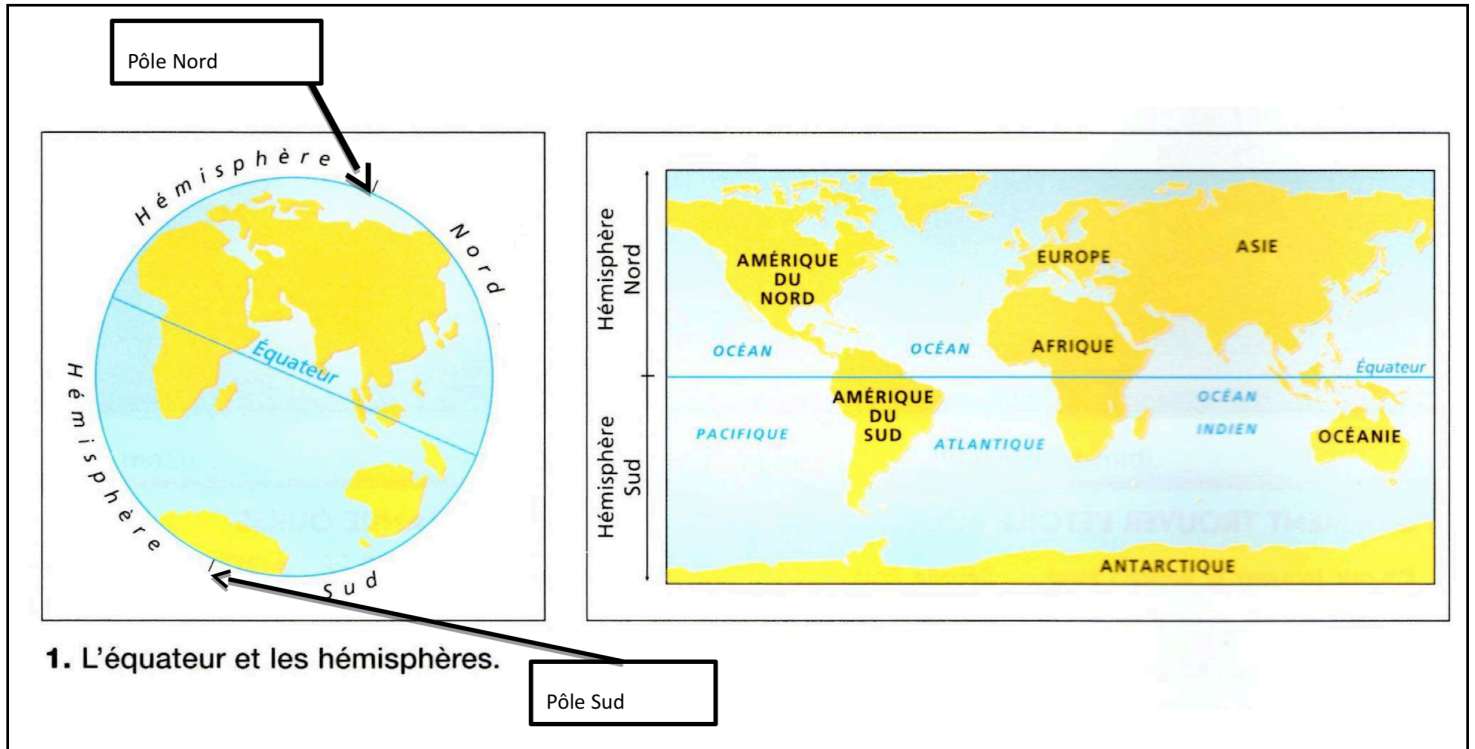 Pôle Nord
Hémisphère Nord
Équateur
Hémisphère Sud
1. L'équateur et les hémisphères.
Pôle Sud
Hémisphère
Nord
Hémisphère
Sud
AMÉRIQUE
DU
NORD
EUROPE
ASIE
OCÉAN
OCÉAN
AFRIQUE
Équateur
AMÉRIQUE
DU
SUD
PACIFIQUE
ATLANTIQUE
OCÉAN
INDIEN
OCÉANIE
ANTARCTIQUE